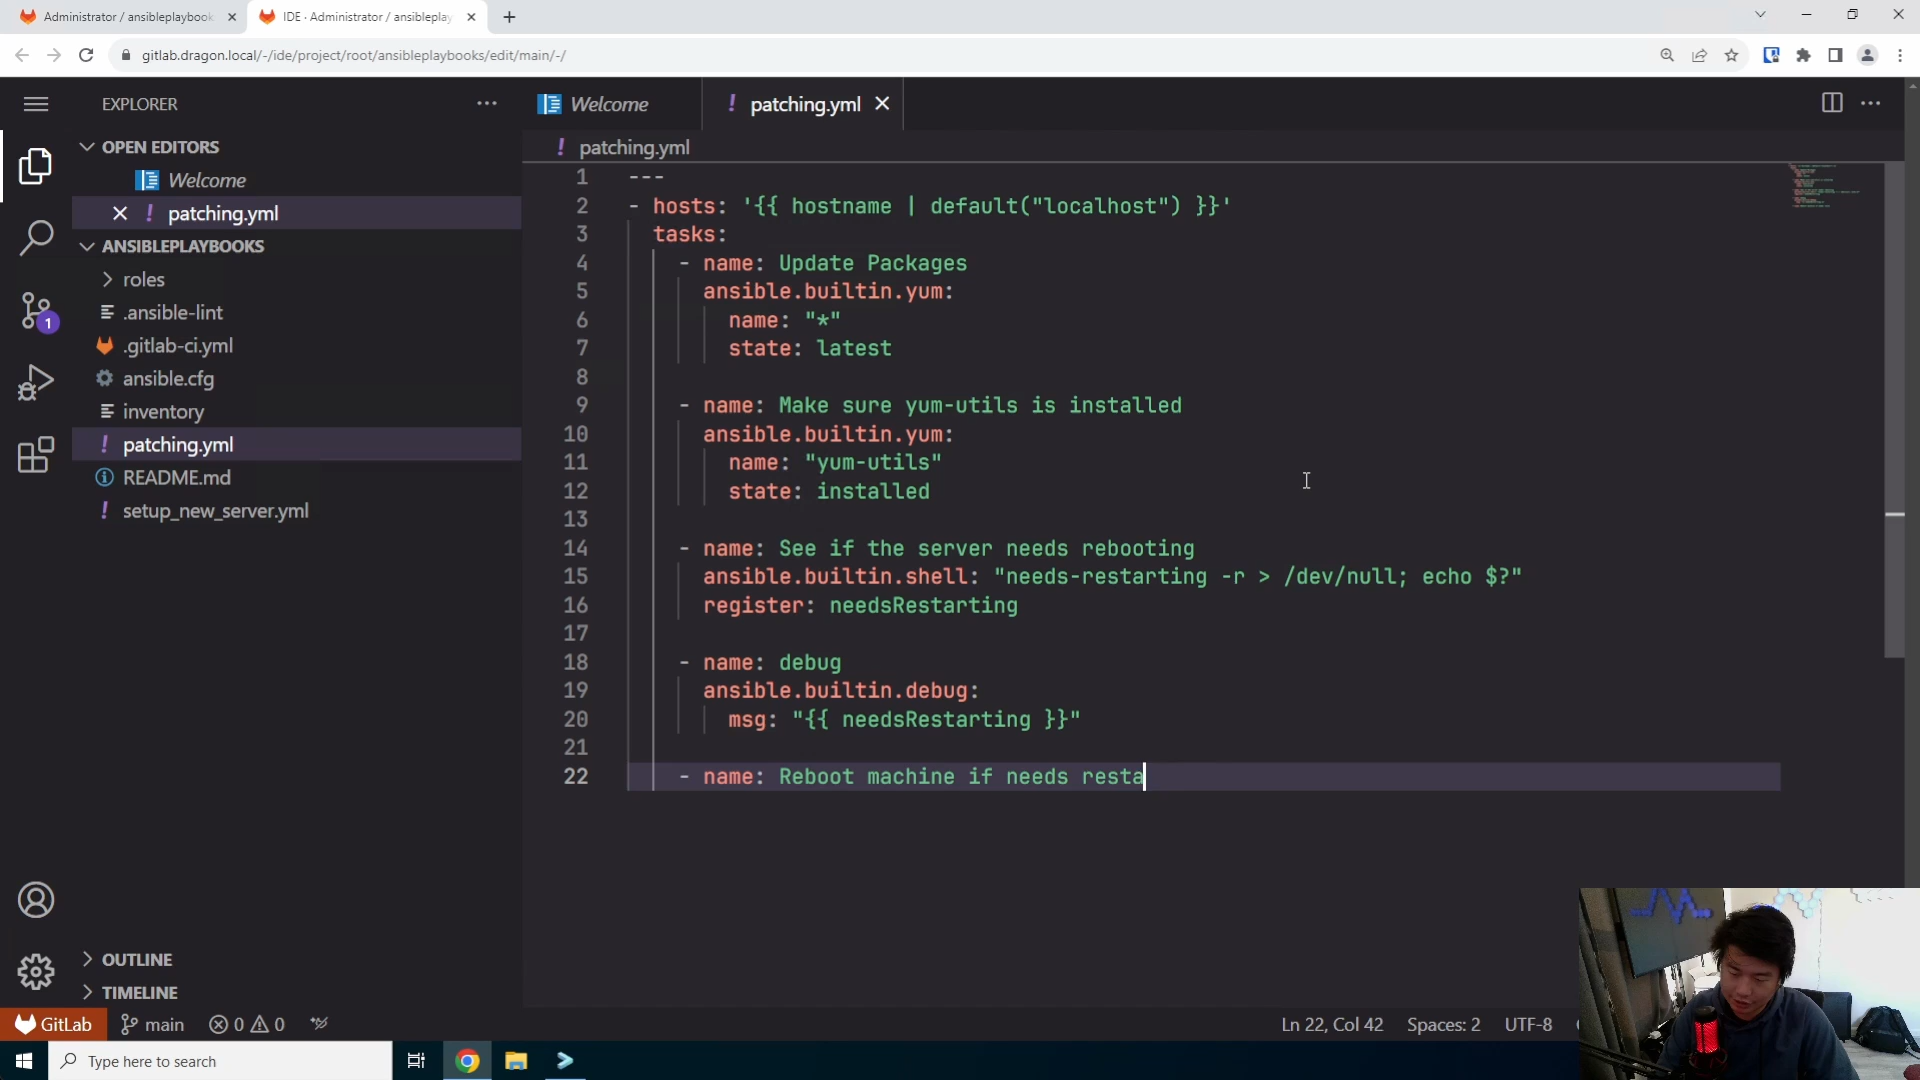 Administrator / ansibleplaybook
IDE · Administrator / ansibleplay
gitlab.dragon.local/-/ide/project/root/ansibleplaybooks/edit/main/-/
EXPLORER
OPEN EDITORS
Welcome
patching.yml
ANSIBLEPLAYBOOKS
roles
.ansible-lint
.gitlab-ci.yml
ansible.cfg
inventory
patching.yml
README.md
setup_new_server.yml
OUTLINE
TIMELINE
1
Welcome
! patching.yml
! patching.yml
1 ---
2 - hosts: '{{ hostname | default("localhost") }}'
3 tasks:
4 - name: Update Packages
5 ansible.builtin.yum:
6 name: "*"
7 state: latest
8
9 - name: Make sure yum-utils is installed
10 ansible.builtin.yum:
11 name: "yum-utils"
12 state: installed
13
14 - name: See if the server needs rebooting
15 ansible.builtin.shell: "needs-restarting -r > /dev/null; echo $?"
16 register: needsRestarting
17
18 - name: debug
19 ansible.builtin.debug:
20 msg: "{{ needsRestarting }}"
21
22 - name: Reboot machine if needs resta
GitLab main 0 0
Ln 22, Col 42 Spaces: 2 UTF-8
Type here to search